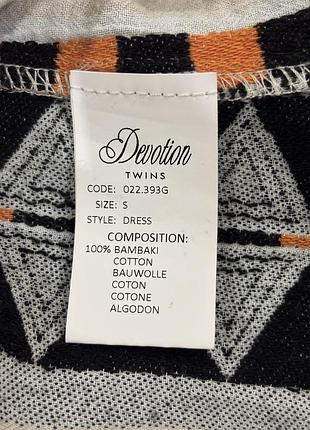 Devotion
TWINS
CODE: 022.393G
SIZE: S
STYLE: DRESS
COMPOSITION:
100% BAMBAKI
COTTON
BAUWOLLE
COTON
COTONE
ALGODON